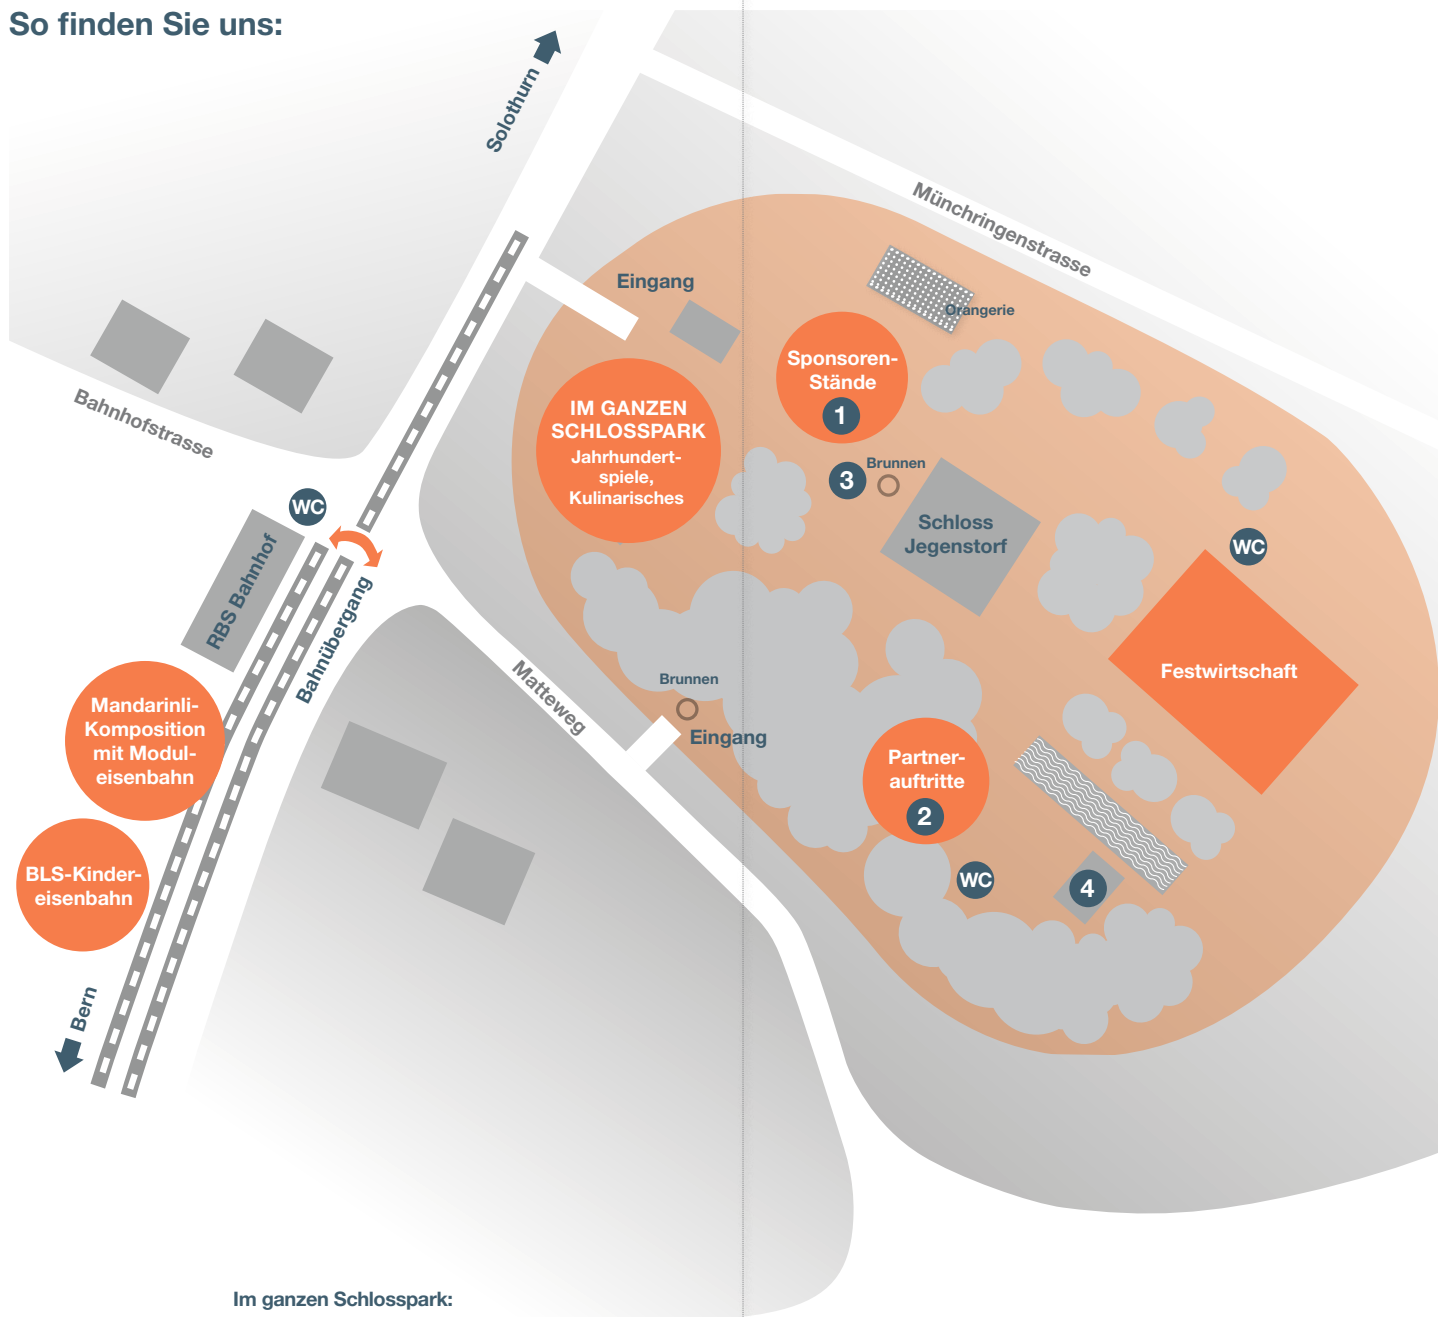 So finden Sie uns:
Solothurn
Münchringenstrasse
Eingang
Orangerie
Sponsoren-
Stände
1
IM GANZEN
SCHLOSSPARK
Jahrhundert-
spiele,
Kulinarisches
Bahnhofstrasse
3
Brunnen
Schloss
Jegenstorf
WC
WC
RBS Bahnhof
Bahnübergang
Festwirtschaft
Matteweg
Brunnen
Eingang
Mandarinli-
Komposition
mit Modul-
eisenbahn
Partner-
auftritte
2
BLS-Kinder-
eisenbahn
WC
4
Bern
Im ganzen Schlosspark: